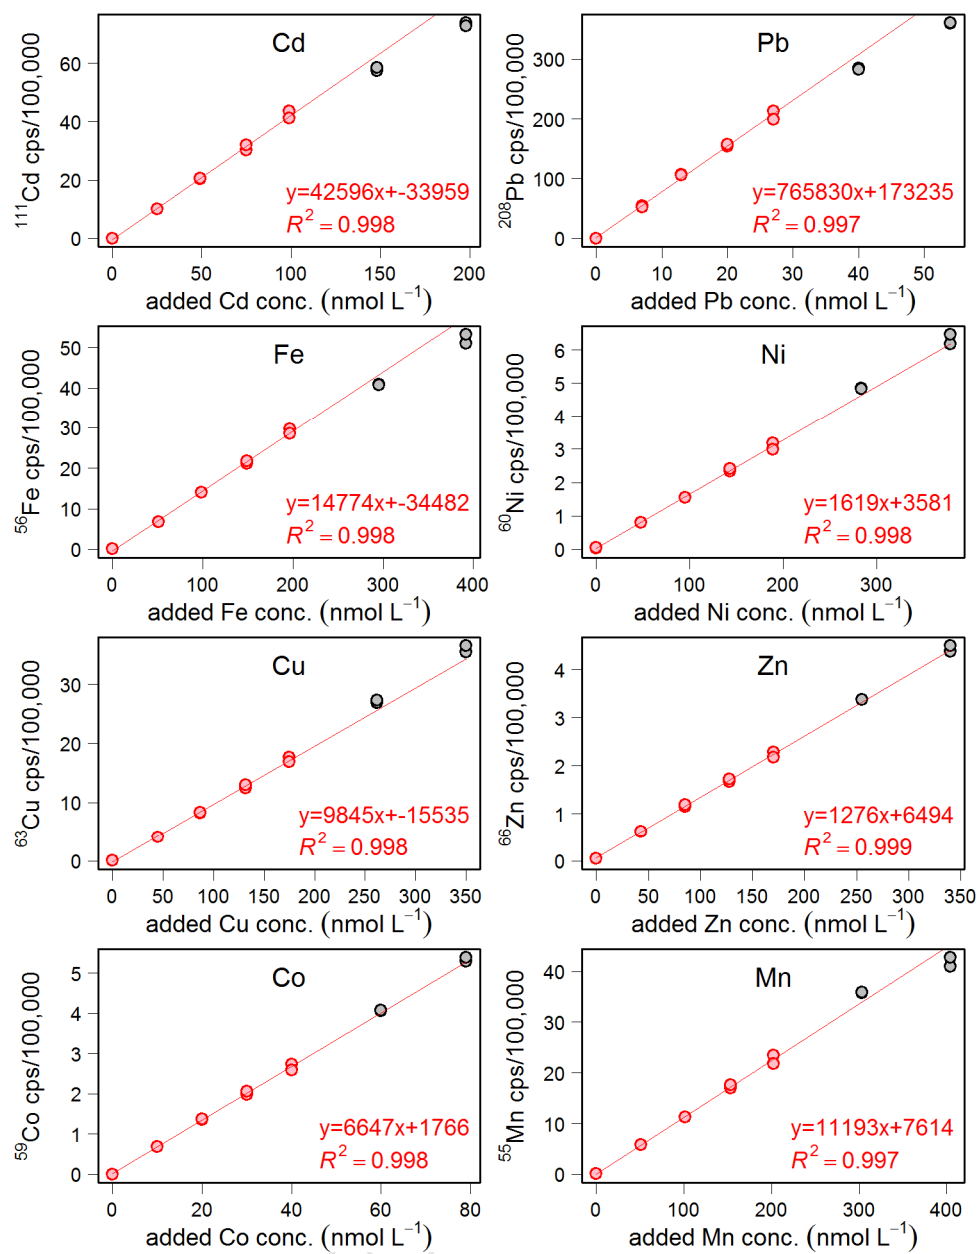 Cd
¹¹¹Cd cps/100,000
60
40
20
0
y=42596x+-33959
R² = 0.998
0 50 100 150 200
added Cd conc. (nmol L⁻¹)
Pb
²⁰⁸Pb cps/100,000
300
200
100
0
y=765830x+173235
R² = 0.997
0 10 20 30 40 50
added Pb conc. (nmol L⁻¹)
Fe
⁵⁶Fe cps/100,000
50
40
30
20
10
0
y=14774x+-34482
R² = 0.998
0 100 200 300 400
added Fe conc. (nmol L⁻¹)
Ni
⁶⁰Ni cps/100,000
6
5
4
3
2
1
0
y=1619x+3581
R² = 0.998
0 100 200 300
added Ni conc. (nmol L⁻¹)
Cu
⁶³Cu cps/100,000
30
20
10
0
y=9845x+-15535
R² = 0.998
0 50 100 150 200 250 300 350
added Cu conc. (nmol L⁻¹)
Zn
⁶⁶Zn cps/100,000
4
3
2
1
0
y=1276x+6494
R² = 0.999
0 50 100 150 200 250 300 350
added Zn conc. (nmol L⁻¹)
Co
⁵⁹Co cps/100,000
5
4
3
2
1
0
y=6647x+1766
R² = 0.998
0 20 40 60 80
added Co conc. (nmol L⁻¹)
Mn
⁵⁵Mn cps/100,000
40
30
20
10
0
y=11193x+7614
R² = 0.997
0 100 200 300 400
added Mn conc. (nmol L⁻¹)